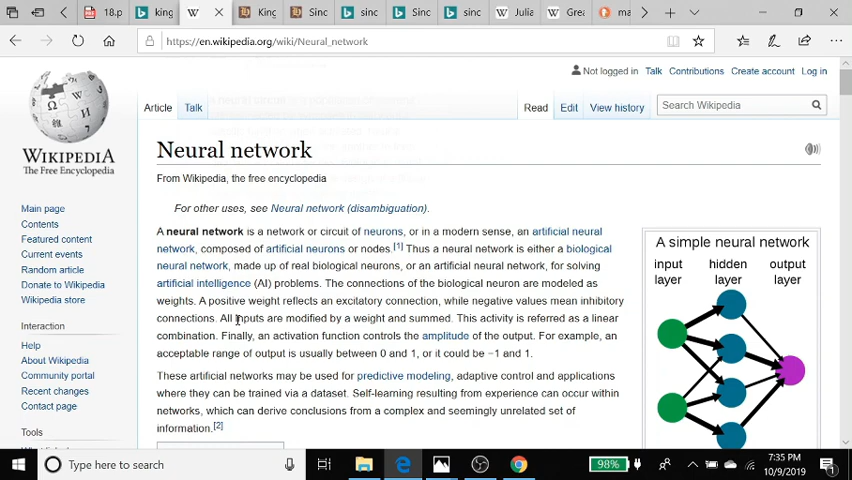 18.p
king
King
Sinc
sinc
Sinc
sinc
Julia
Grea
ma
https://en.wikipedia.org/wiki/Neural_network
Not logged in Talk Contributions Create account Log in
Article Talk Read Edit View history Search Wikipedia
WIKIPEDIA
The Free Encyclopedia
Main page
Contents
Featured content
Current events
Random article
Donate to Wikipedia
Wikipedia store
Interaction
Help
About Wikipedia
Community portal
Recent changes
Contact page
Tools
Neural network
From Wikipedia, the free encyclopedia
For other uses, see Neural network (disambiguation).
A neural network is a network or circuit of neurons, or in a modern sense, an artificial neural
network, composed of artificial neurons or nodes.[1] Thus a neural network is either a biological
neural network, made up of real biological neurons, or an artificial neural network, for solving
artificial intelligence (AI) problems. The connections of the biological neuron are modeled as
weights. A positive weight reflects an excitatory connection, while negative values mean inhibitory
connections. All inputs are modified by a weight and summed. This activity is referred as a linear
combination. Finally, an activation function controls the amplitude of the output. For example, an
acceptable range of output is usually between 0 and 1, or it could be −1 and 1.
These artificial networks may be used for predictive modeling, adaptive control and applications
where they can be trained via a dataset. Self-learning resulting from experience can occur within
networks, which can derive conclusions from a complex and seemingly unrelated set of
information.[2]
A simple neural network
input hidden output
layer layer layer
Type here to search
98%
7:35 PM
10/9/2019